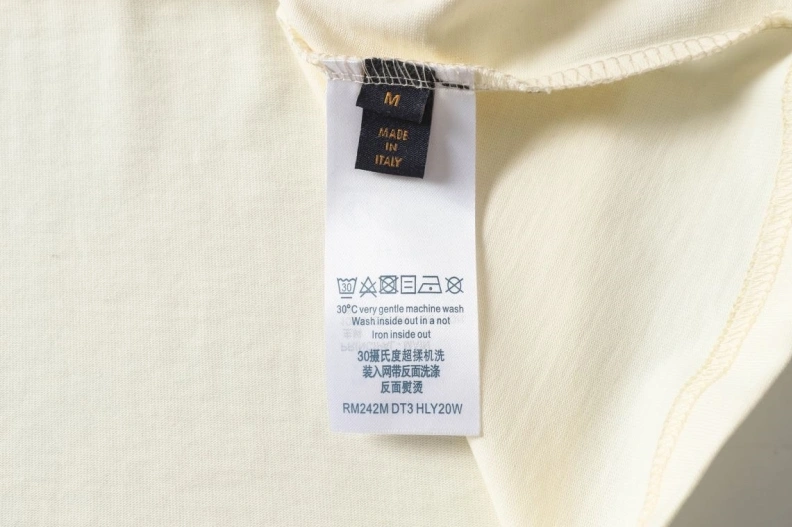 M
MADE
IN
ITALY
30
30°C very gentle machine wash
Wash inside out in a not
Iron inside out
30摄氏度超揉机洗
装入网带反面洗涤
反面熨烫
RM242M DT3 HLY20W